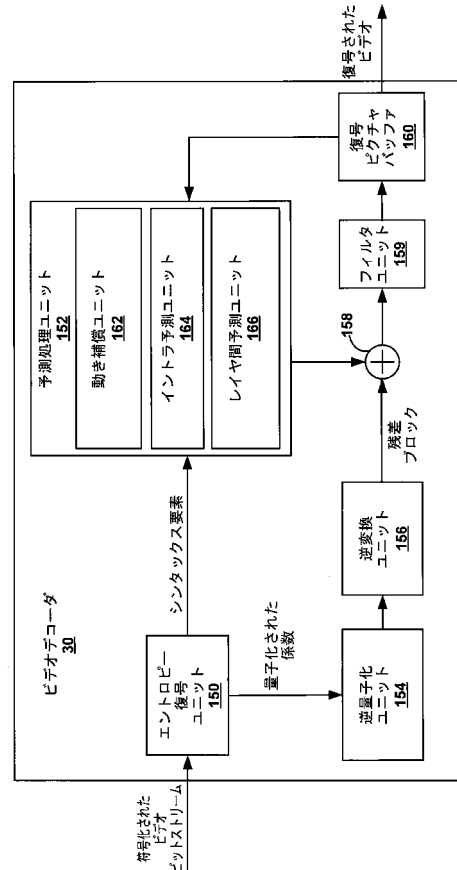 ビデオデコーダ
30
符号化された
ビデオ
ビットストリーム
エントロピー
復号
ユニット
150
シンタックス要素
量子化された
係数
予測処理ユニット
152
動き補償ユニット
162
イントラ予測ユニット
164
レイヤ間予測ユニット
166
逆量子化
ユニット
154
逆変換
ユニット
156
残差
ブロック
158
フィルタ
ユニット
159
復号
ピクチャ
バッファ
160
復号された
ビデオ